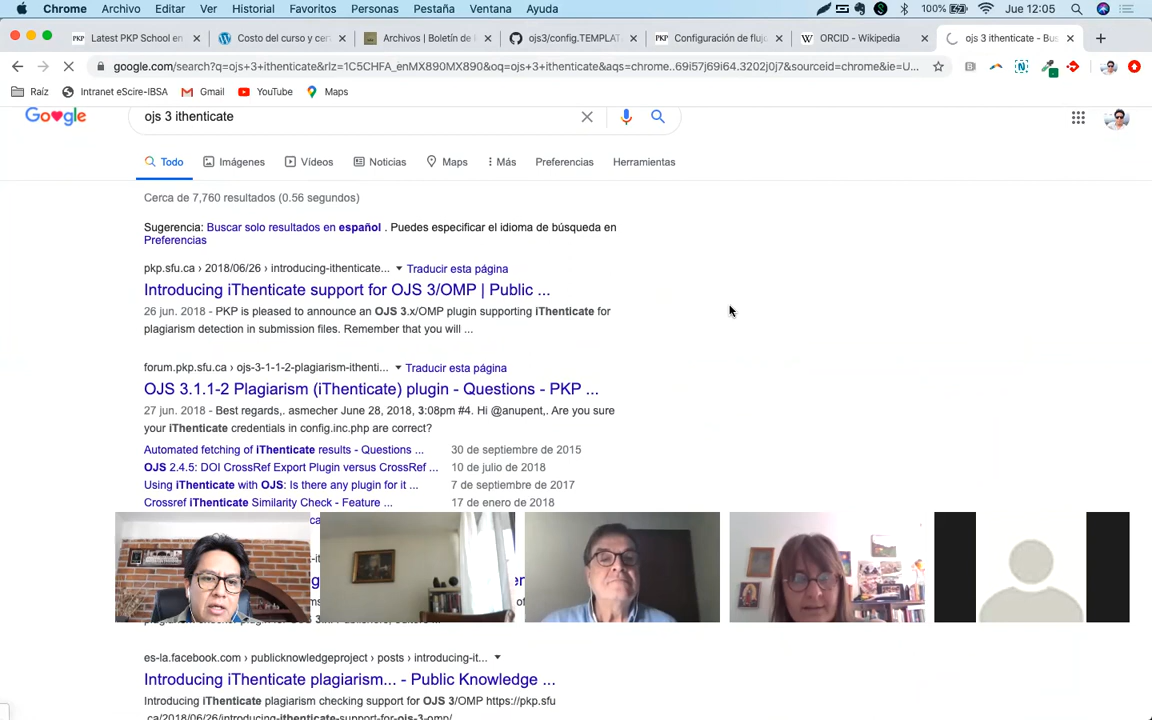 Chrome Archivo Editar Ver Historial Favoritos Personas Pestaña Ventana Ayuda 100% Jue 12:05
Latest PKP School en Costo del curso y cer Archivos | Boletín de ojs3/config.TEMPLAT Configuración de fluj ORCID - Wikipedia ojs 3 ithenticate - Bus
google.com/search?q=ojs+3+ithenticate&rlz=1C5CHFA_enMX890MX890&oq=ojs+3+ithenticate&aqs=chrome..69i57j69i64.3202j0j7&sourceid=chrome&ie=U...
Raíz Intranet eScire-IBSA Gmail YouTube Maps
ojs 3 ithenticate
Todo Imágenes Vídeos Noticias Maps Más Preferencias Herramientas
Cerca de 7,760 resultados (0.56 segundos)
Sugerencia: Buscar solo resultados en español . Puedes especificar el idioma de búsqueda en
Preferencias
pkp.sfu.ca › 2018/06/26 › introducing-ithenticate... Traducir esta página
Introducing iThenticate support for OJS 3/OMP | Public ...
26 jun. 2018 - PKP is pleased to announce an OJS 3.x/OMP plugin supporting iThenticate for
plagiarism detection in submission files. Remember that you will ...
forum.pkp.sfu.ca › ojs-3-1-1-2-plagiarism-ithenti... Traducir esta página
OJS 3.1.1-2 Plagiarism (iThenticate) plugin - Questions - PKP ...
27 jun. 2018 - Best regards,. asmecher June 28, 2018, 3:08pm #4. Hi @anupent,. Are you sure
your iThenticate credentials in config.inc.php are correct?
Automated fetching of iThenticate results - Questions ... 30 de septiembre de 2015
OJS 2.4.5: DOI CrossRef Export Plugin versus CrossRef ... 10 de julio de 2018
Using iThenticate with OJS: Is there any plugin for it ... 7 de septiembre de 2017
Crossref iThenticate Similarity Check - Feature ... 17 de enero de 2018
es-la.facebook.com › publicknowledgeproject › posts › introducing-it...
Introducing iThenticate plagiarism... - Public Knowledge ...
Introducing iThenticate plagiarism checking support for OJS 3/OMP https://pkp.sfu
.ca/2018/06/26/introducing-ithenticate-support-for-ojs-3-omp/